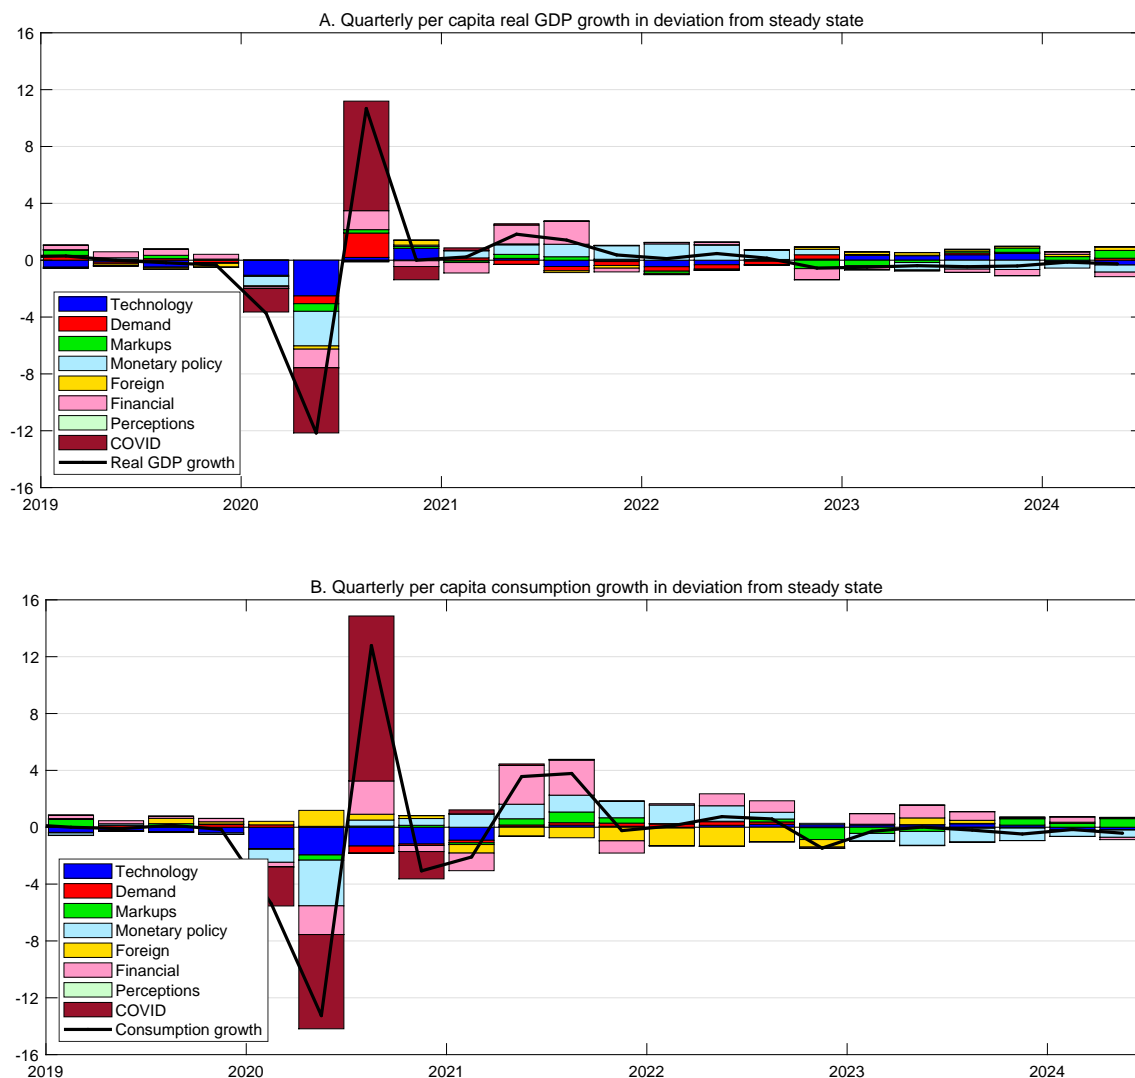 A. Quarterly per capita real GDP growth in deviation from steady state
16
12
8
4
0
-4
-8
-12
-16
Technology
Demand
Markups
Monetary policy
Foreign
Financial
Perceptions
COVID
Real GDP growth
2019
2020
2021
2022
2023
2024
B. Quarterly per capita consumption growth in deviation from steady state
16
12
8
4
0
-4
-8
-12
-16
Technology
Demand
Markups
Monetary policy
Foreign
Financial
Perceptions
COVID
Consumption growth
2019
2020
2021
2022
2023
2024